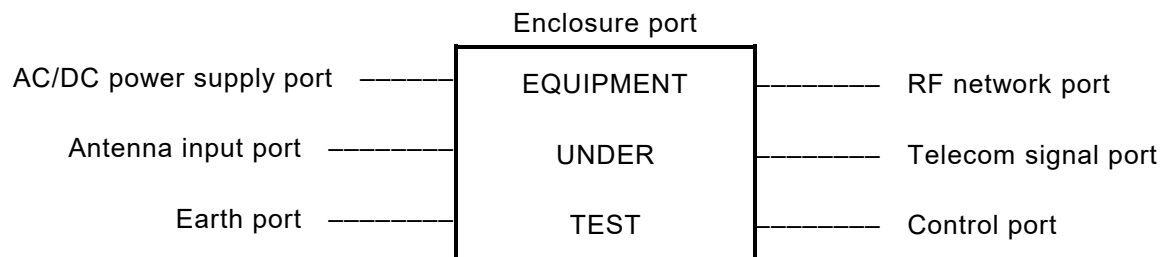 Enclosure port
AC/DC power supply port EQUIPMENT RF network port
Antenna input port UNDER Telecom signal port
Earth port TEST Control port